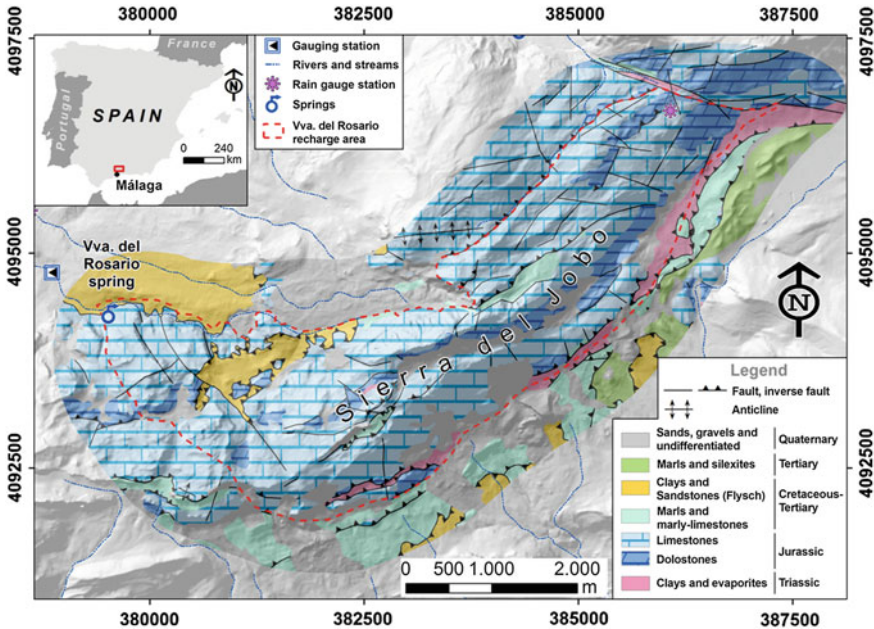 380000 382500 385000 387500
4097500
4095000
4092500
France
Portugal
SPAIN
N
0 240
km
Málaga
Gauging station
Rivers and streams
Rain gauge station
Springs
Vva. del Rosario
recharge area
Vva. del
Rosario
spring
Sierra del Jobo
N
Legend
Fault, inverse fault
Anticline
Sands, gravels and
undifferentiated
Quaternary
Marls and silexites
Tertiary
Clays and
Sandstones (Flysch)
Cretaceous-
Tertiary
Marls and
marly-limestones
Limestones
Jurassic
Dolostones
Clays and evaporites
Triassic
0 500 1.000 2.000
m
4097500
4095000
4092500
380000 382500 385000 387500